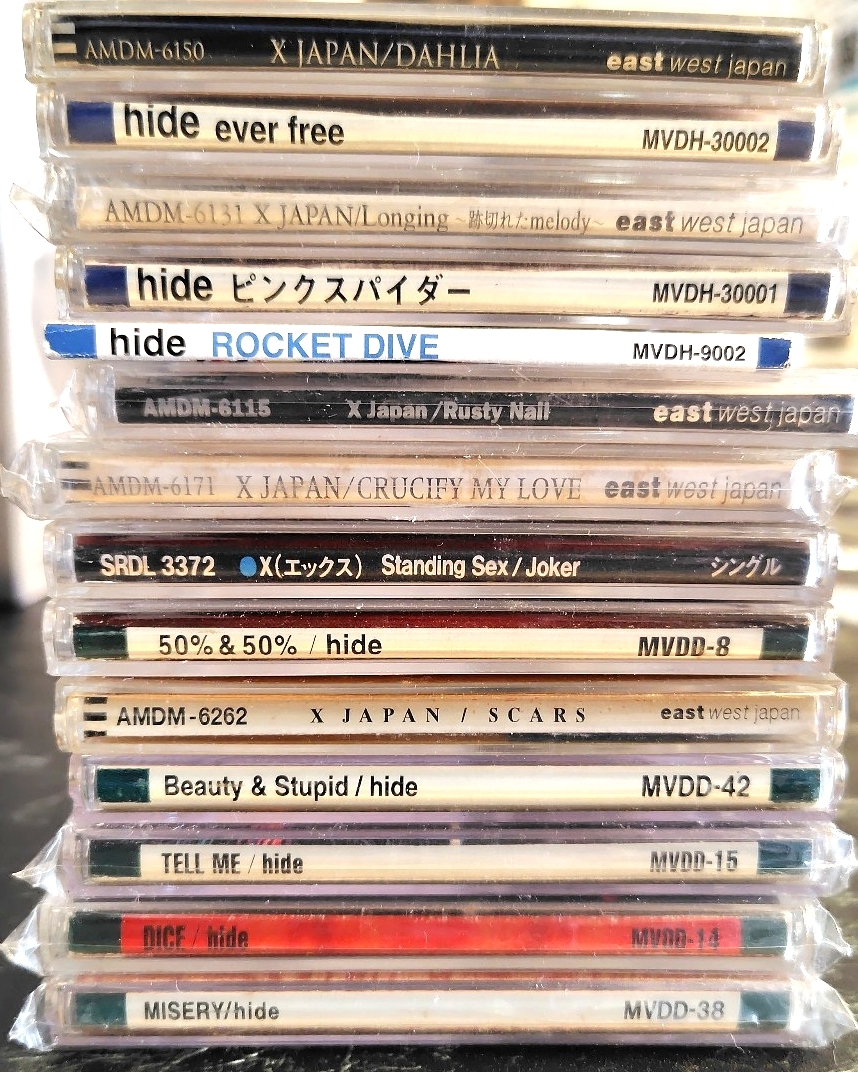 AMDM-6150 X JAPAN/DAHLIA east west japan
hide ever free MVDH-30002
AMDM-6131 X JAPAN/Longing ~跡切れたmelody~ east west japan
hide ピンクスパイダー MVDH-30001
hide ROCKET DIVE MVDH-9002
AMDM-6115 X Japan/Rusty Nail east west japan
AMDM-6171 X JAPAN/CRUCIFY MY LOVE east west japan
SRDL 3372 ●X(エックス) Standing Sex/Joker シングル
50%&50% / hide MVDD-8
AMDM-6262 X JAPAN / SCARS east west japan
Beauty & Stupid / hide MVDD-42
TELL ME / hide MVDD-15
DICE / hide MVDD-14
MISERY/hide MVDD-38